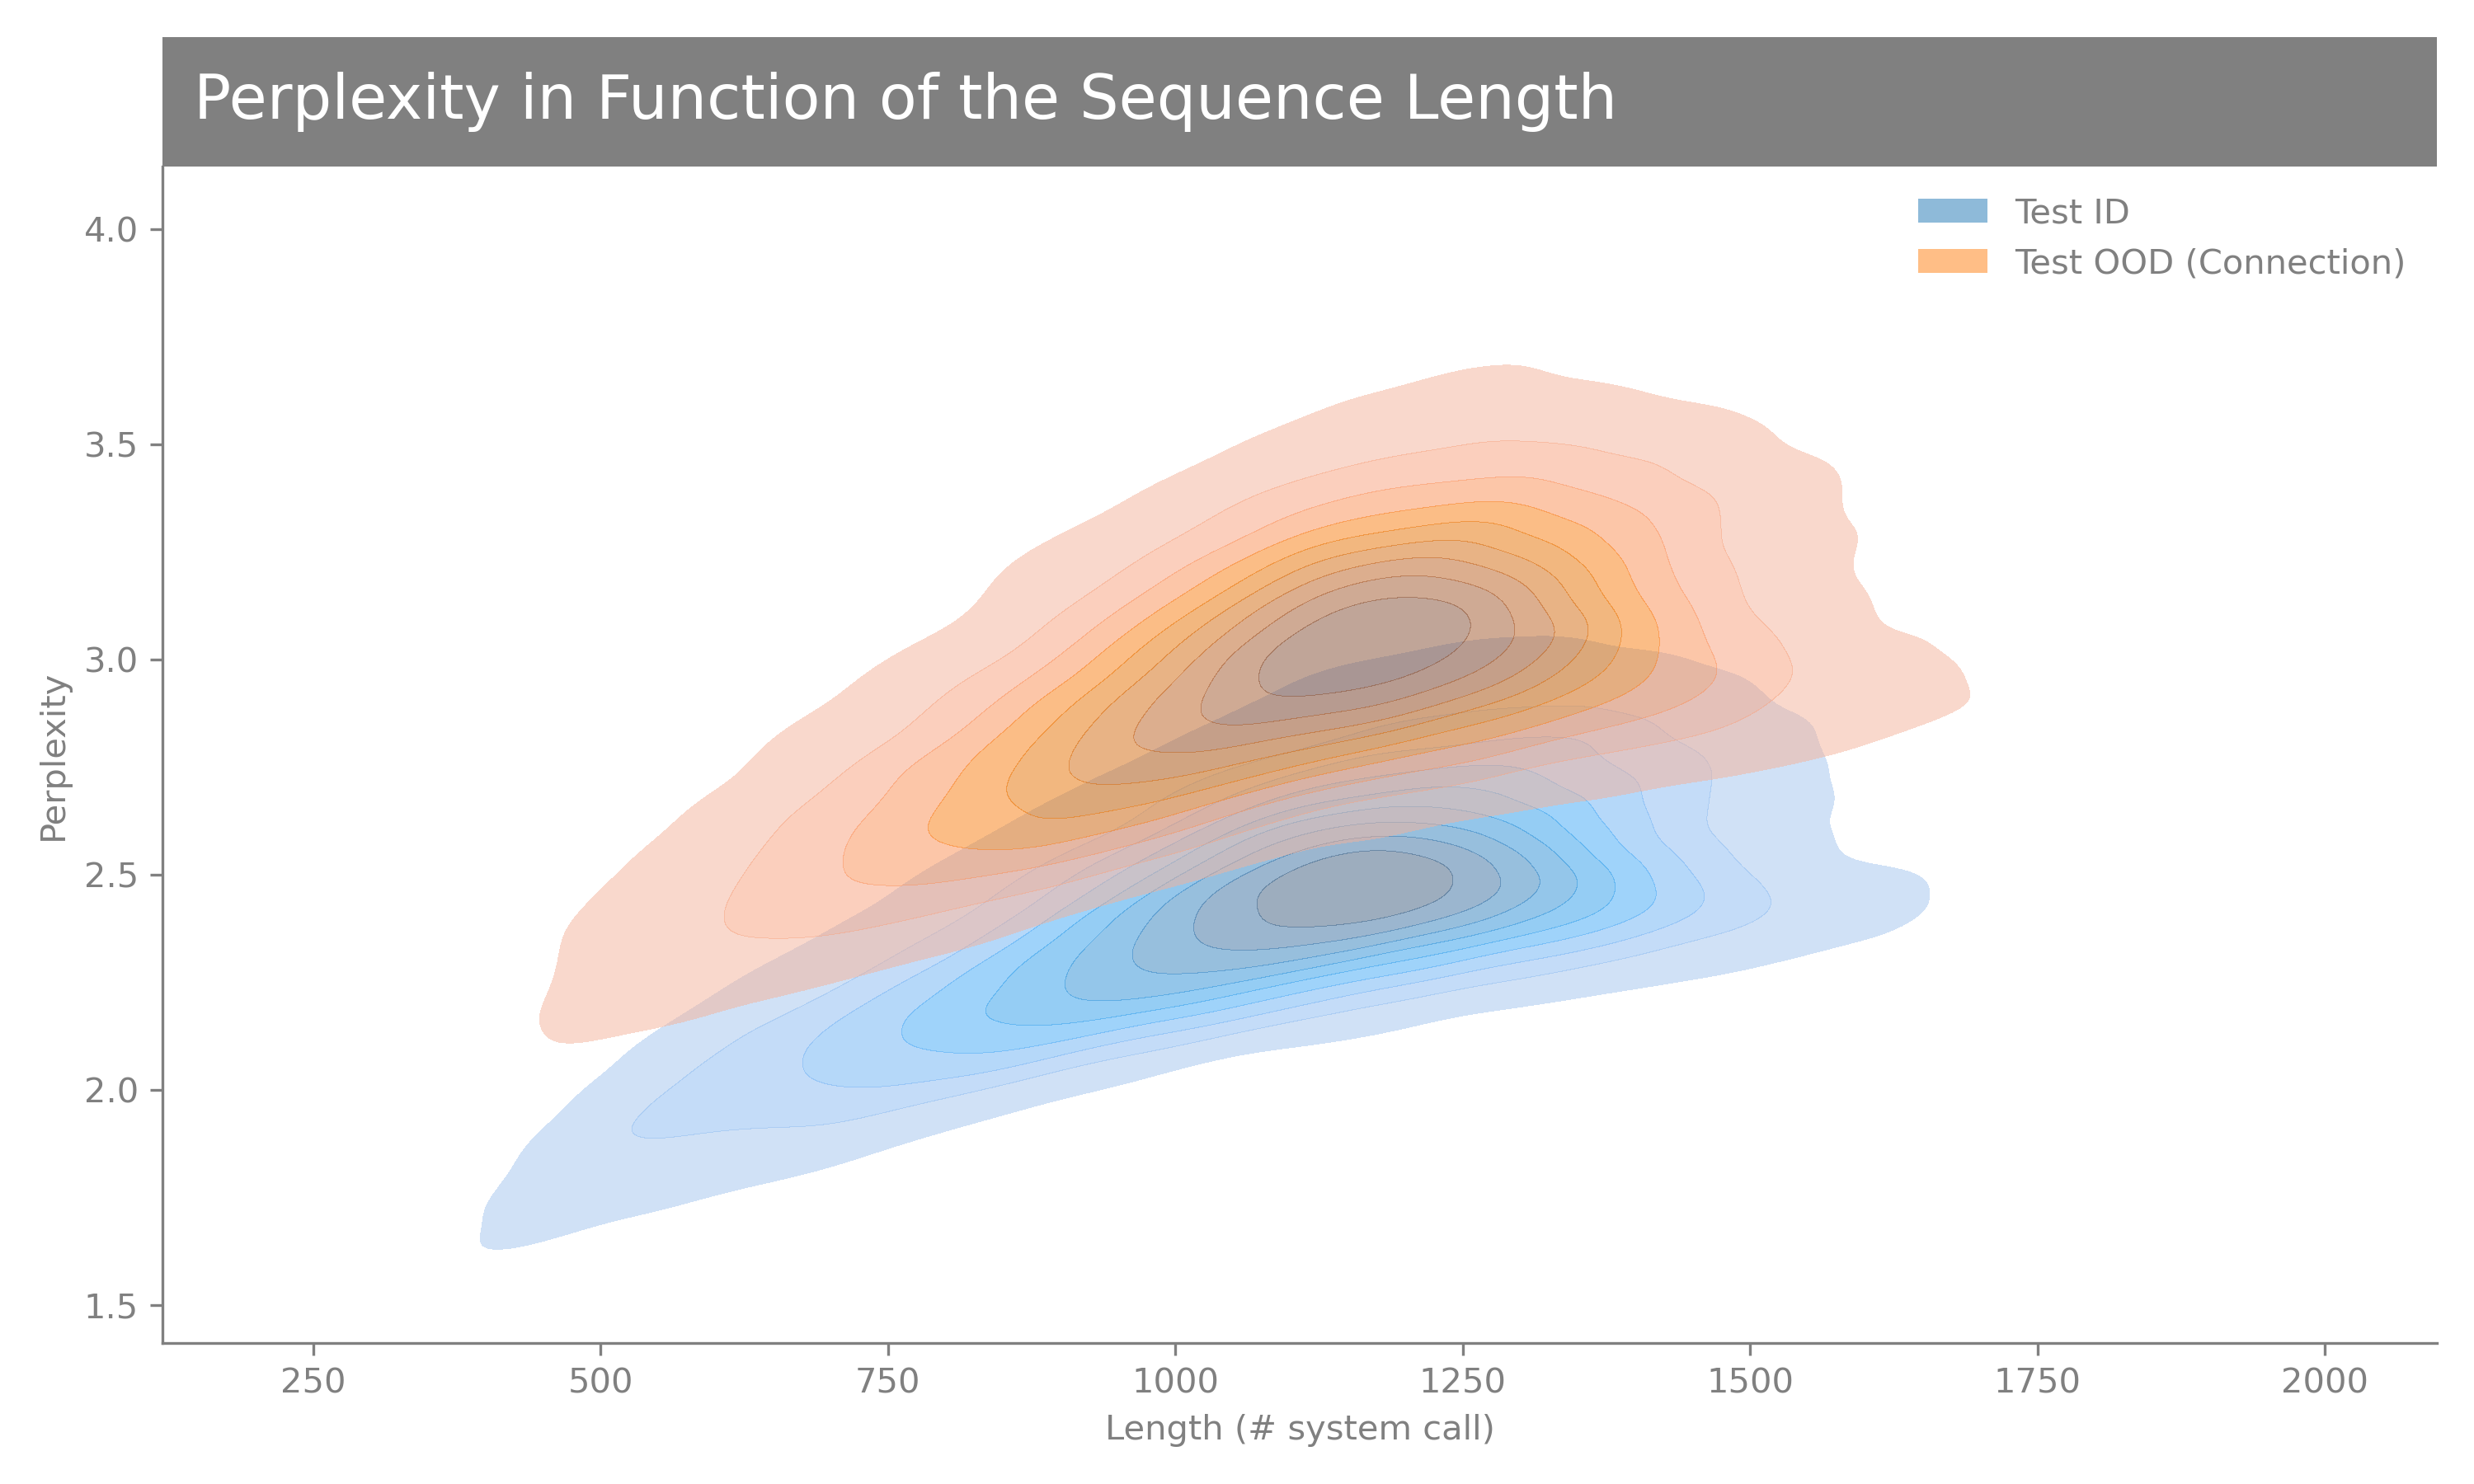 Perplexity in Function of the Sequence Length
Test ID
Test OOD (Connection)
4.0
3.5
3.0
2.5
2.0
1.5
Perplexity
250 500 750 1000 1250 1500 1750 2000
Length (# system call)